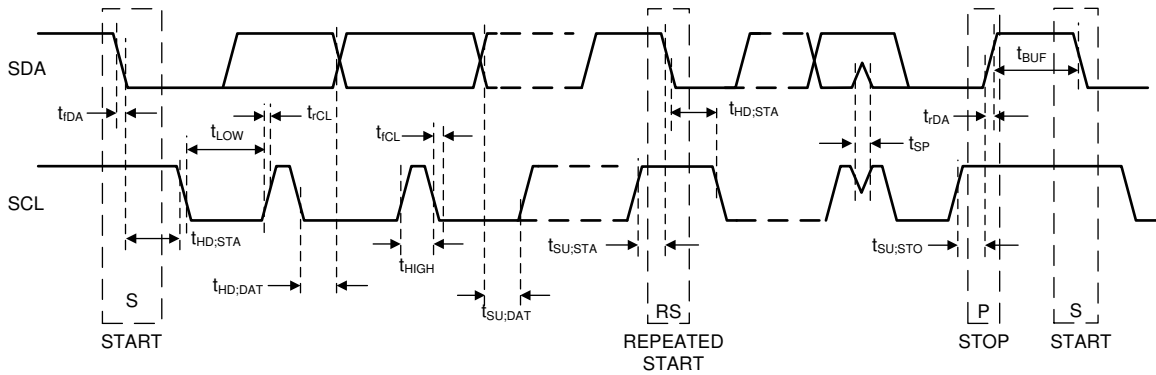 SDA
t_fDA
t_LOW
t_rCL
t_fCL
t_HD;STA
t_SP
t_BUF
t_rDA
SCL
t_HD;STA
t_HD;DAT
t_HIGH
t_SU;DAT
t_SU;STA
t_SU;STO
S
RS
P
S
START
REPEATED
START
STOP
START